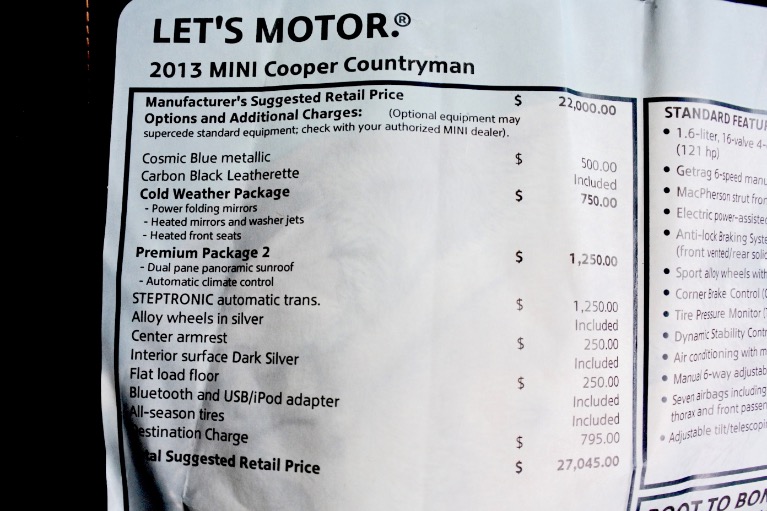 LET'S MOTOR.®
2013 MINI Cooper Countryman
Manufacturer's Suggested Retail Price $ 22,000.00
Options and Additional Charges: (Optional equipment may
supercede standard equipment; check with your authorized MINI dealer).
Cosmic Blue metallic $ 500.00
Carbon Black Leatherette Included
Cold Weather Package $ 750.00
- Power folding mirrors
- Heated mirrors and washer jets
- Heated front seats
Premium Package 2 $ 1,250.00
- Dual pane panoramic sunroof
- Automatic climate control
STEPTRONIC automatic trans. $ 1,250.00
Alloy wheels in silver Included
Center armrest $ 250.00
Interior surface Dark Silver Included
Flat load floor $ 250.00
Bluetooth and USB/iPod adapter Included
All-season tires Included
estination Charge $ 795.00
tal Suggested Retail Price $ 27,045.00
STANDARD FEATU
• 1.6-liter, 16-valve 4-
(121 hp)
• Getrag 6-speed manu
• MacPherson strut fron
• Electric power-assisted
• Anti-lock Braking Syste
(front vented/rear solid
• Sport alloy wheels with
• Corner Brake Control (C
• Tire Pressure Monitor (T
• Dynamic Stability Contr
• Air conditioning with m
• Manual 6-way adjustab
• Seven airbags including
thorax and front passen
• Adjustable tilt/telescopi
OOT TO BON